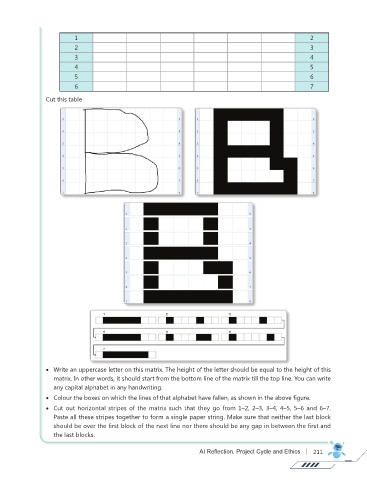 1 2
2 3
3 4
4 5
5 6
6 7
Cut this table
• Write an uppercase letter on this matrix. The height of the letter should be equal to the height of this
matrix. In other words, it should start from the bottom line of the matrix till the top line. You can write
any capital alphabet in any handwriting.
• Colour the boxes on which the lines of that alphabet have fallen, as shown in the above figure.
• Cut out horizontal stripes of the matrix such that they go from 1–2, 2–3, 3–4, 4–5, 5–6 and 6–7.
Paste all these stripes together to form a single paper string. Make sure that neither the last block
should be over the first block of the next line nor there should be any gap in between the first and
the last blocks.
AI Reflection, Project Cycle and Ethics 211